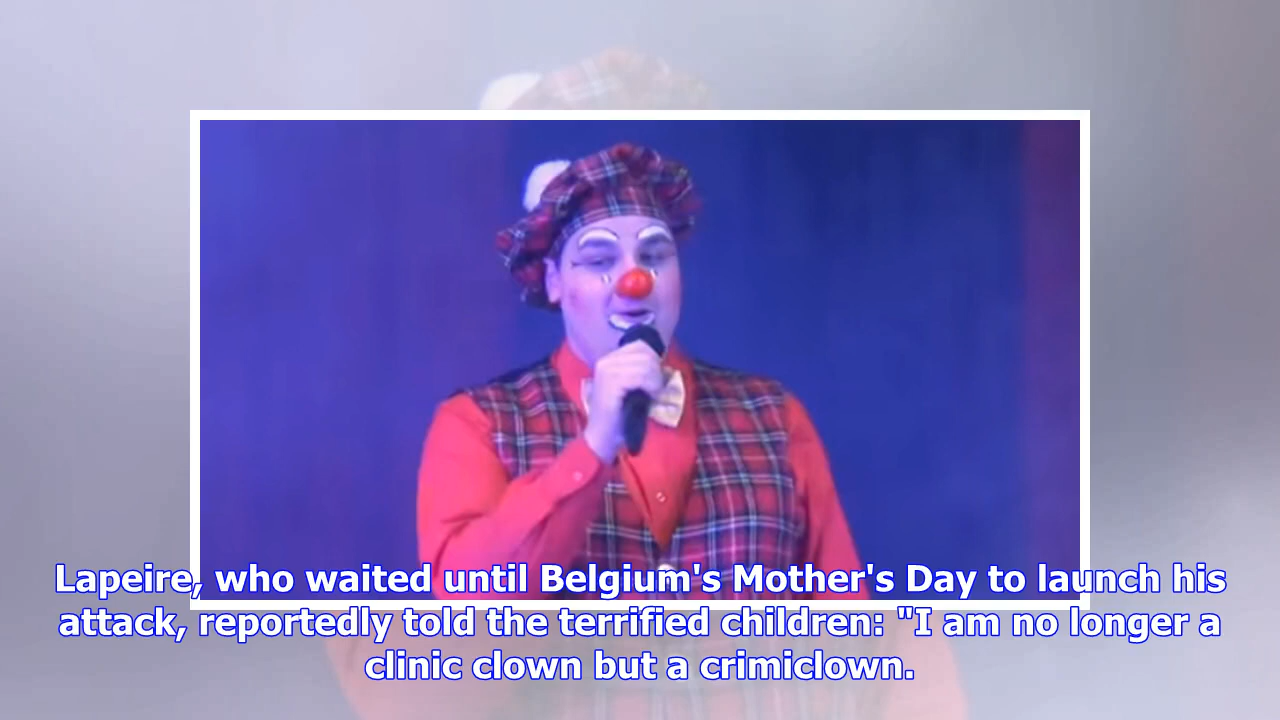 Lapeire, who waited until Belgium's Mother's Day to launch his
attack, reportedly told the terrified children: "I am no longer a
clinic clown but a crimiclown.